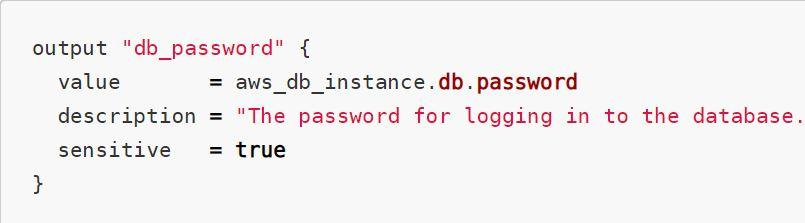 output "db_password" {
  value       = aws_db_instance.db.password
  description = "The password for logging in to the database.
  sensitive   = true
}